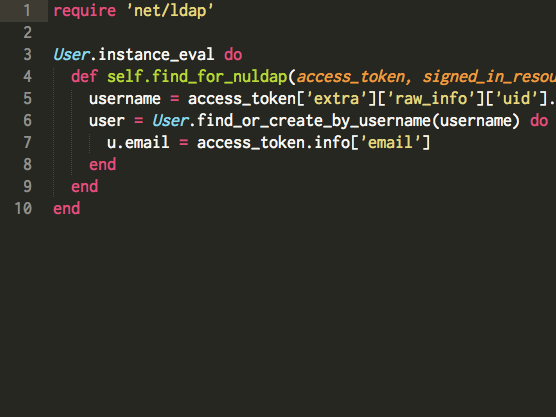 1 require 'net/ldap'
2
3 User.instance_eval do
4 def self.find_for_nuldap(access_token, signed_in_resou
5 username = access_token['extra']['raw_info']['uid'].
6 user = User.find_or_create_by_username(username) do
7 u.email = access_token.info['email']
8 end
9 end
10 end